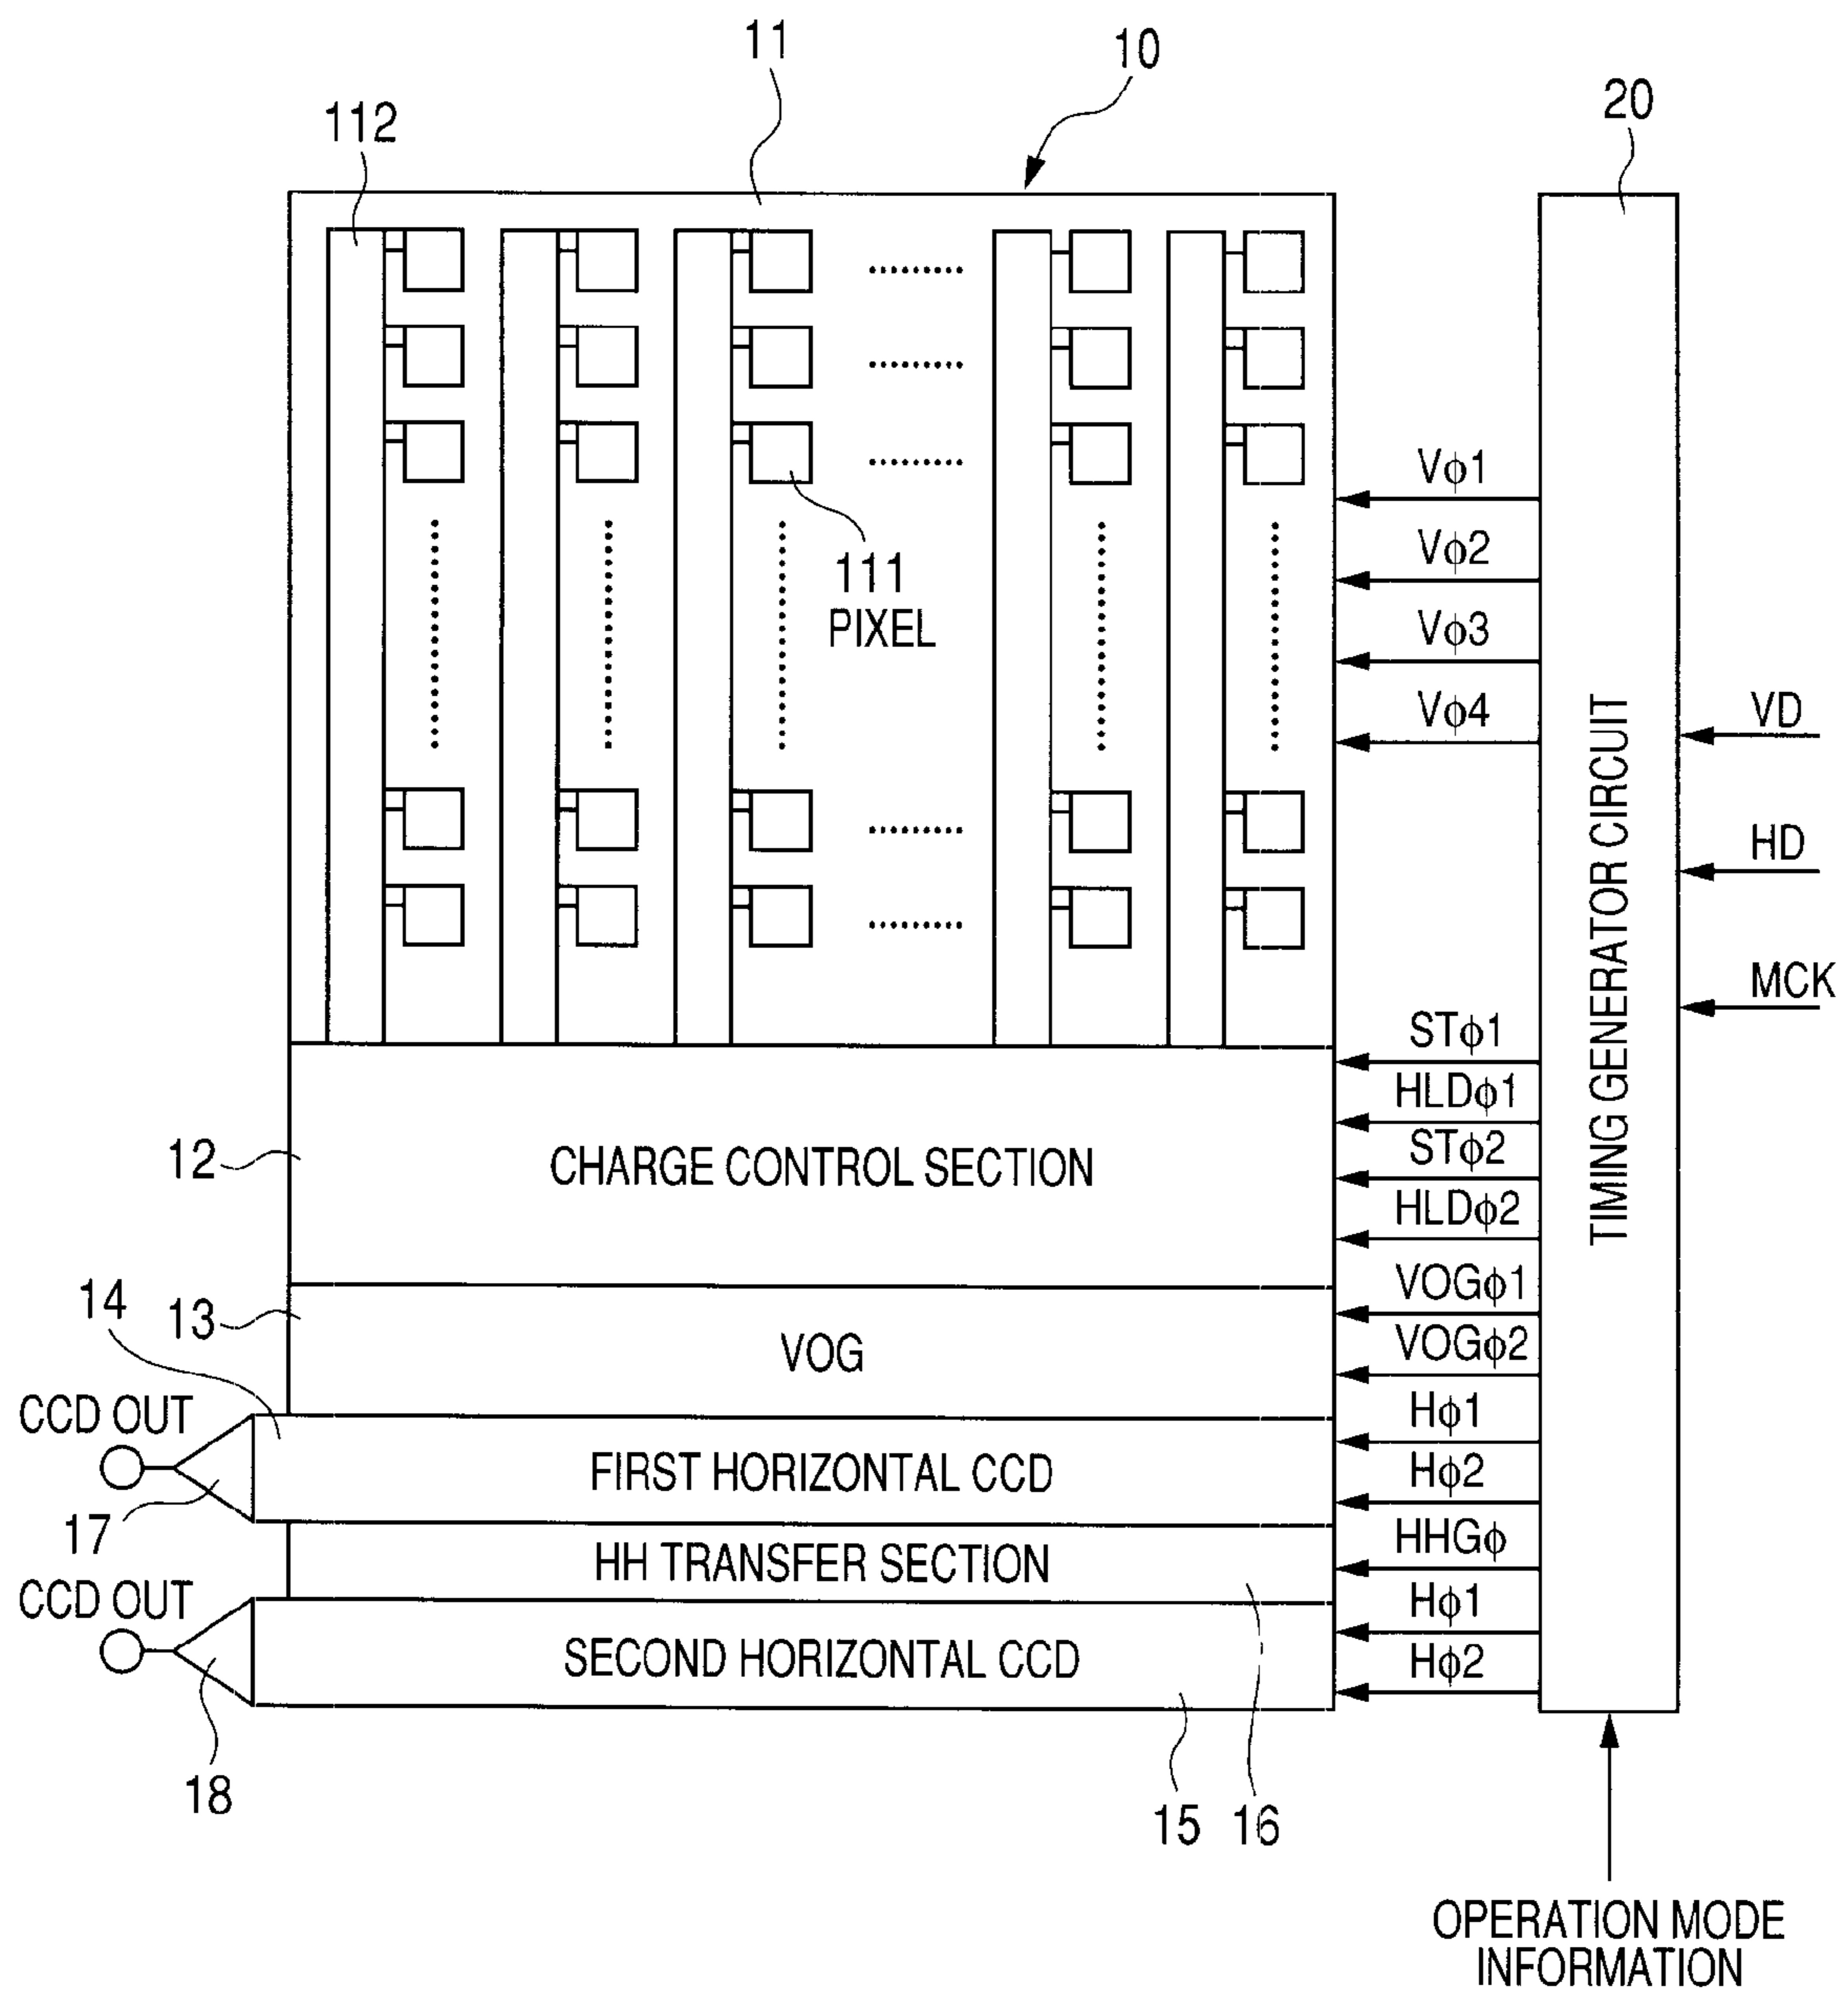 11
10
112
20
Vφ1
Vφ2
111
PIXEL
Vφ3
Vφ4
VD
HD
MCK
TIMING GENERATOR CIRCUIT
STφ1
HLDφ1
12
CHARGE CONTROL SECTION
STφ2
HLDφ2
14
13
VOG
VOGφ1
VOGφ2
CCD OUT
FIRST HORIZONTAL CCD
Hφ1
Hφ2
17
HH TRANSFER SECTION
HHGφ
CCD OUT
SECOND HORIZONTAL CCD
Hφ1
Hφ2
18
15
16
OPERATION MODE
INFORMATION